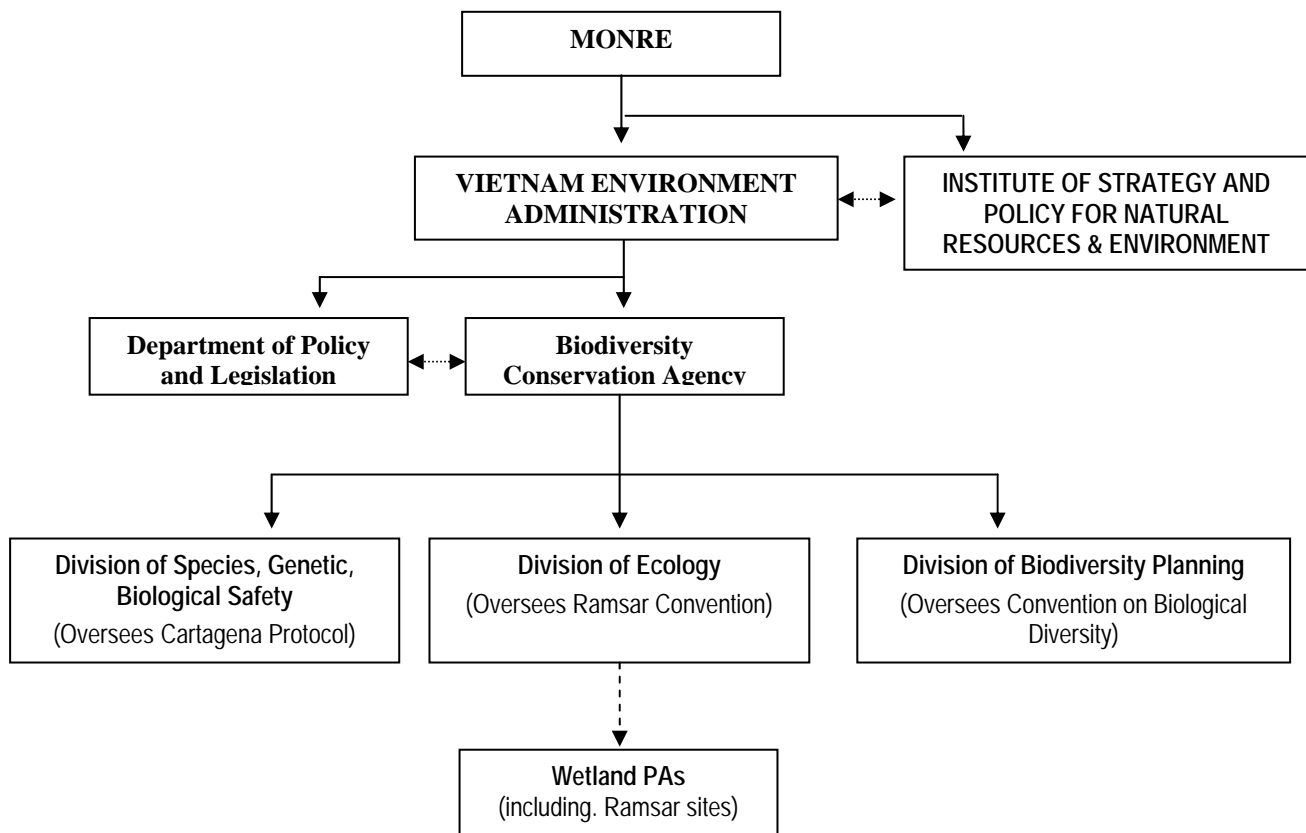 MONRE
VIETNAM ENVIRONMENT
ADMINISTRATION
INSTITUTE OF STRATEGY AND
POLICY FOR NATURAL
RESOURCES & ENVIRONMENT
Department of Policy
and Legislation
Biodiversity
Conservation Agency
Division of Species, Genetic,
Biological Safety
(Oversees Cartagena Protocol)
Division of Ecology
(Oversees Ramsar Convention)
Division of Biodiversity Planning
(Oversees Convention on Biological
Diversity)
Wetland PAs
(including. Ramsar sites)